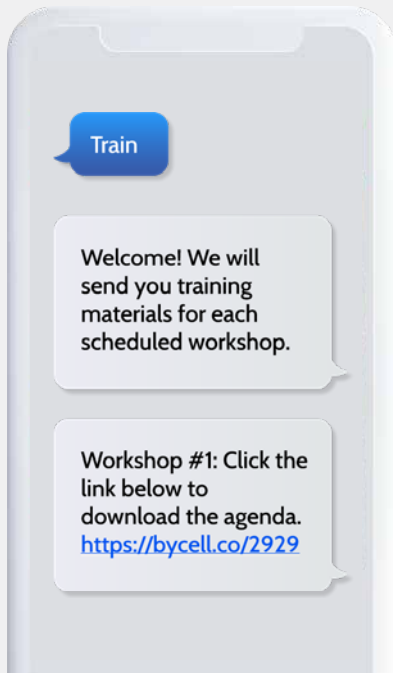 Train
Welcome! We will
send you training
materials for each
scheduled workshop.
Workshop #1: Click the
link below to
download the agenda.
https://bycell.co/2929